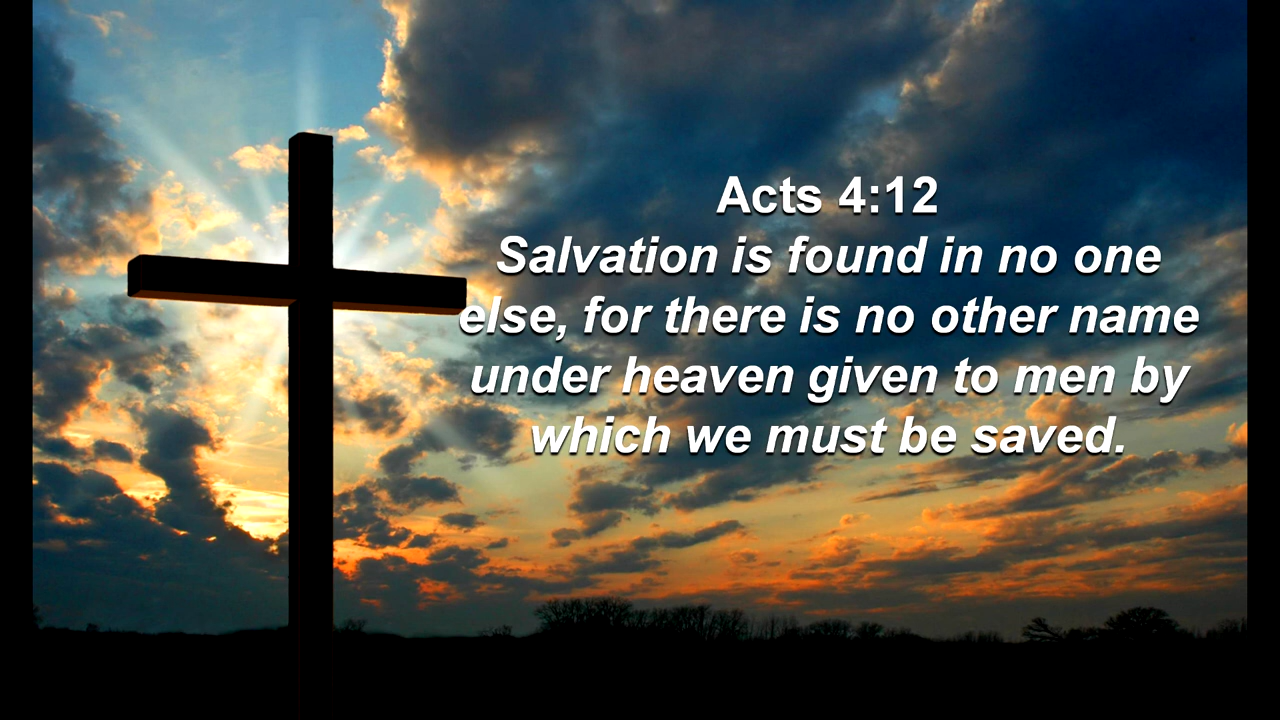 Acts 4:12
Salvation is found in no one
else, for there is no other name
under heaven given to men by
which we must be saved.